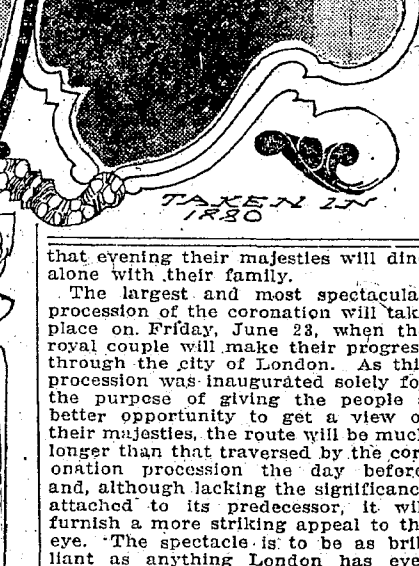 TAKEN IN
1880
that evening their majesties will din
alone with their family.
The largest and most spectacula
procession of the coronation will tak
place on Friday, June 23, when th
royal couple will make their progres
through the city of London. As thi
procession was inaugurated solely fo
the purpose of giving the people a
better opportunity to get a view o
their majesties, the route will be muc
longer than that traversed by the cor
onation procession the day before
and, although lacking the significanc
attached to its predecessor, it wil
furnish a more striking appeal to th
eye. The spectacle is to be as bril
liant as anything London has eve